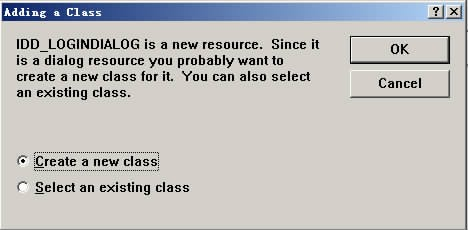 Adding a Class
IDD_LOGINDIALOG is a new resource. Since it
is a dialog resource you probably want to
create a new class for it. You can also select
an existing class.
OK
Cancel
Create a new class
Select an existing class